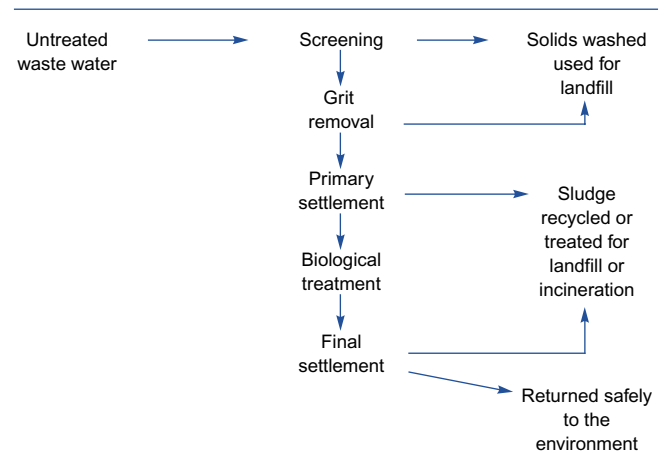 Untreated
waste water
Screening
Solids washed
used for
landfill
Grit
removal
Primary
settlement
Sludge
recycled or
treated for
landfill or
incineration
Biological
treatment
Final
settlement
Returned safely
to the
environment